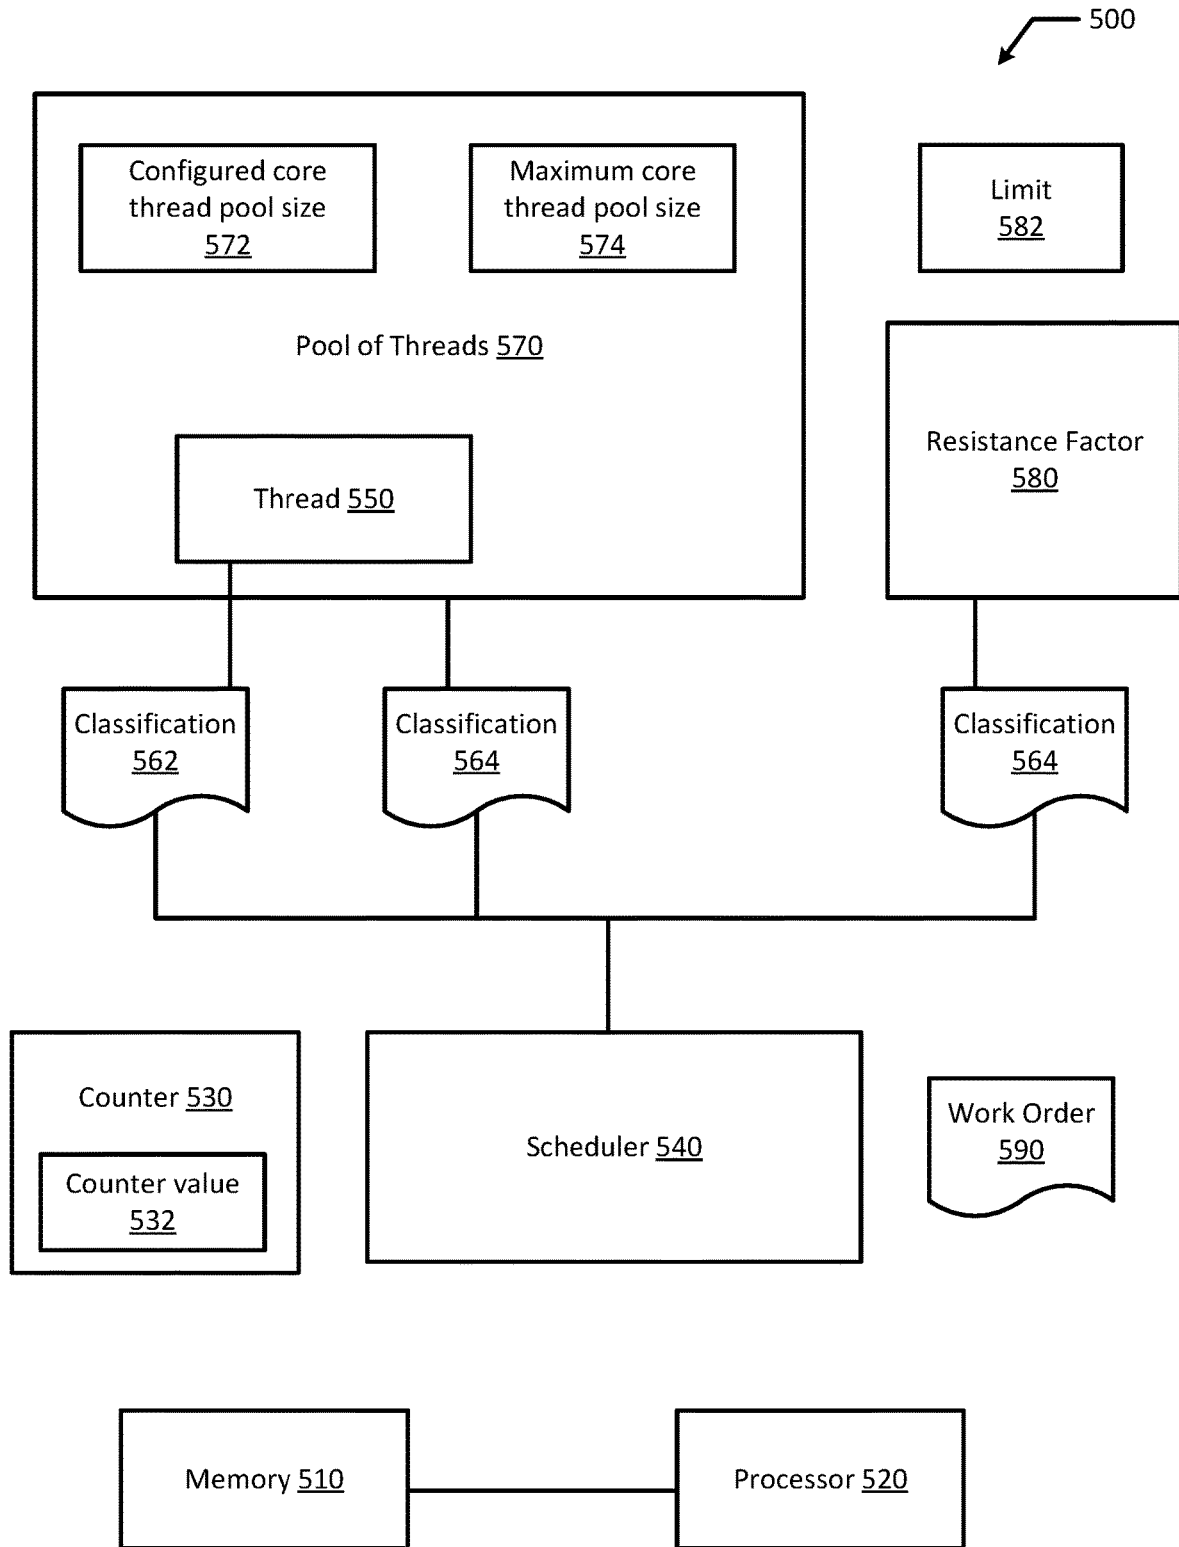 500
Configured core
thread pool size
572
Maximum core
thread pool size
574
Limit
582
Pool of Threads 570
Resistance Factor
580
Thread 550
Classification
562
Classification
564
Classification
564
Counter 530
Counter value
532
Scheduler 540
Work Order
590
Memory 510
Processor 520